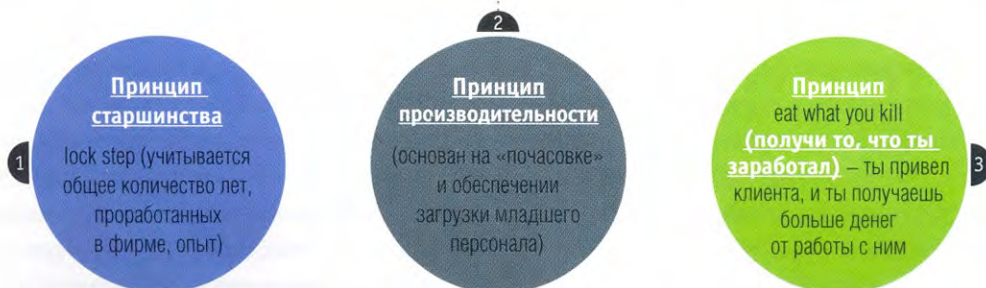 1
Принцип
старшинства
lock step (учитывается
общее количество лет,
проработанных
в фирме, опыт)
2
Принцип
производительности
(основан на «почасовке»
и обеспечении
загрузки младшего
персонала)
Принцип
eat what you kill
(получи то, что ты
заработал) – ты привел
клиента, и ты получаешь
больше денег
от работы с ним
3